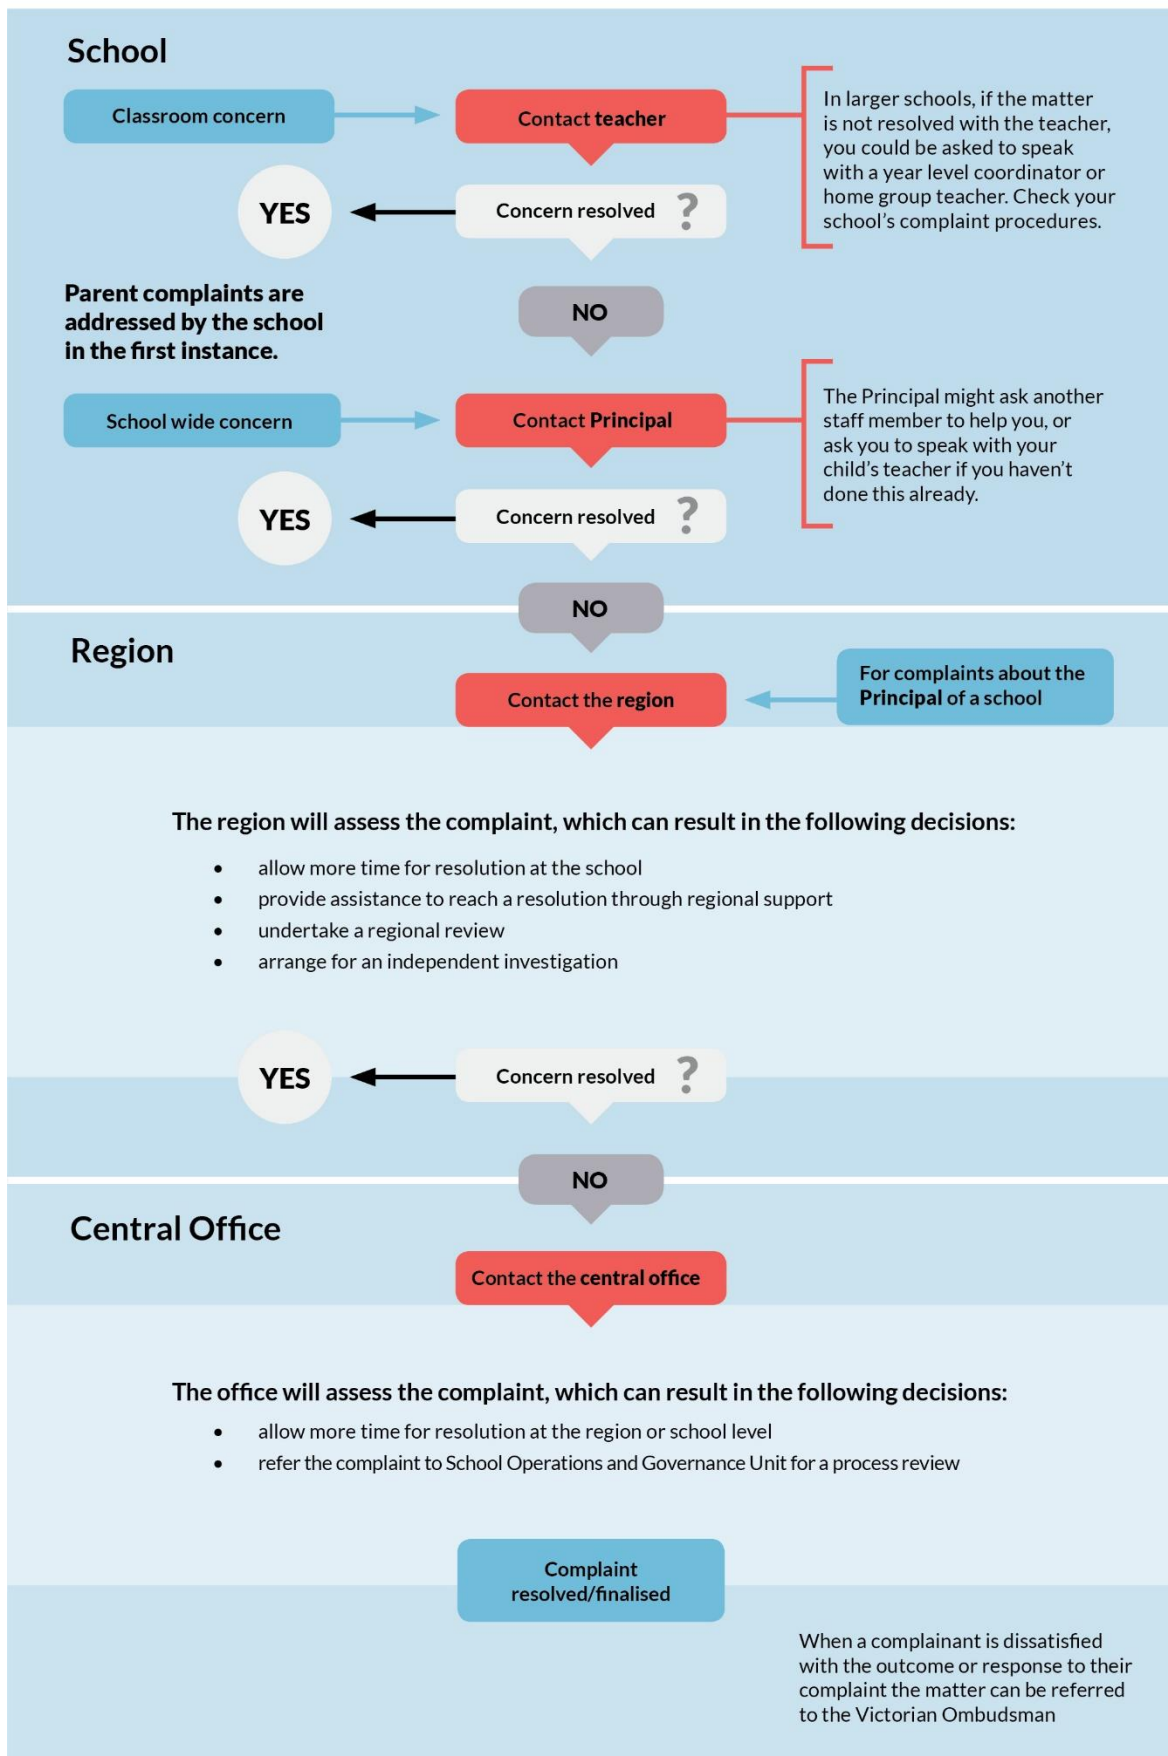 School
Classroom concern
Contact teacher
In larger schools, if the matter
is not resolved with the teacher,
you could be asked to speak
with a year level coordinator or
home group teacher. Check your
school’s complaint procedures.
YES
Concern resolved ?
NO
Parent complaints are
addressed by the school
in the first instance.
School wide concern
Contact Principal
The Principal might ask another
staff member to help you, or
ask you to speak with your
child’s teacher if you haven’t
done this already.
YES
Concern resolved ?
NO
Region
Contact the region
For complaints about the
Principal of a school
The region will assess the complaint, which can result in the following decisions:
• allow more time for resolution at the school
• provide assistance to reach a resolution through regional support
• undertake a regional review
• arrange for an independent investigation
YES
Concern resolved ?
NO
Central Office
Contact the central office
The office will assess the complaint, which can result in the following decisions:
• allow more time for resolution at the region or school level
• refer the complaint to School Operations and Governance Unit for a process review
Complaint
resolved/finalised
When a complainant is dissatisfied
with the outcome or response to their
complaint the matter can be referred
to the Victorian Ombudsman